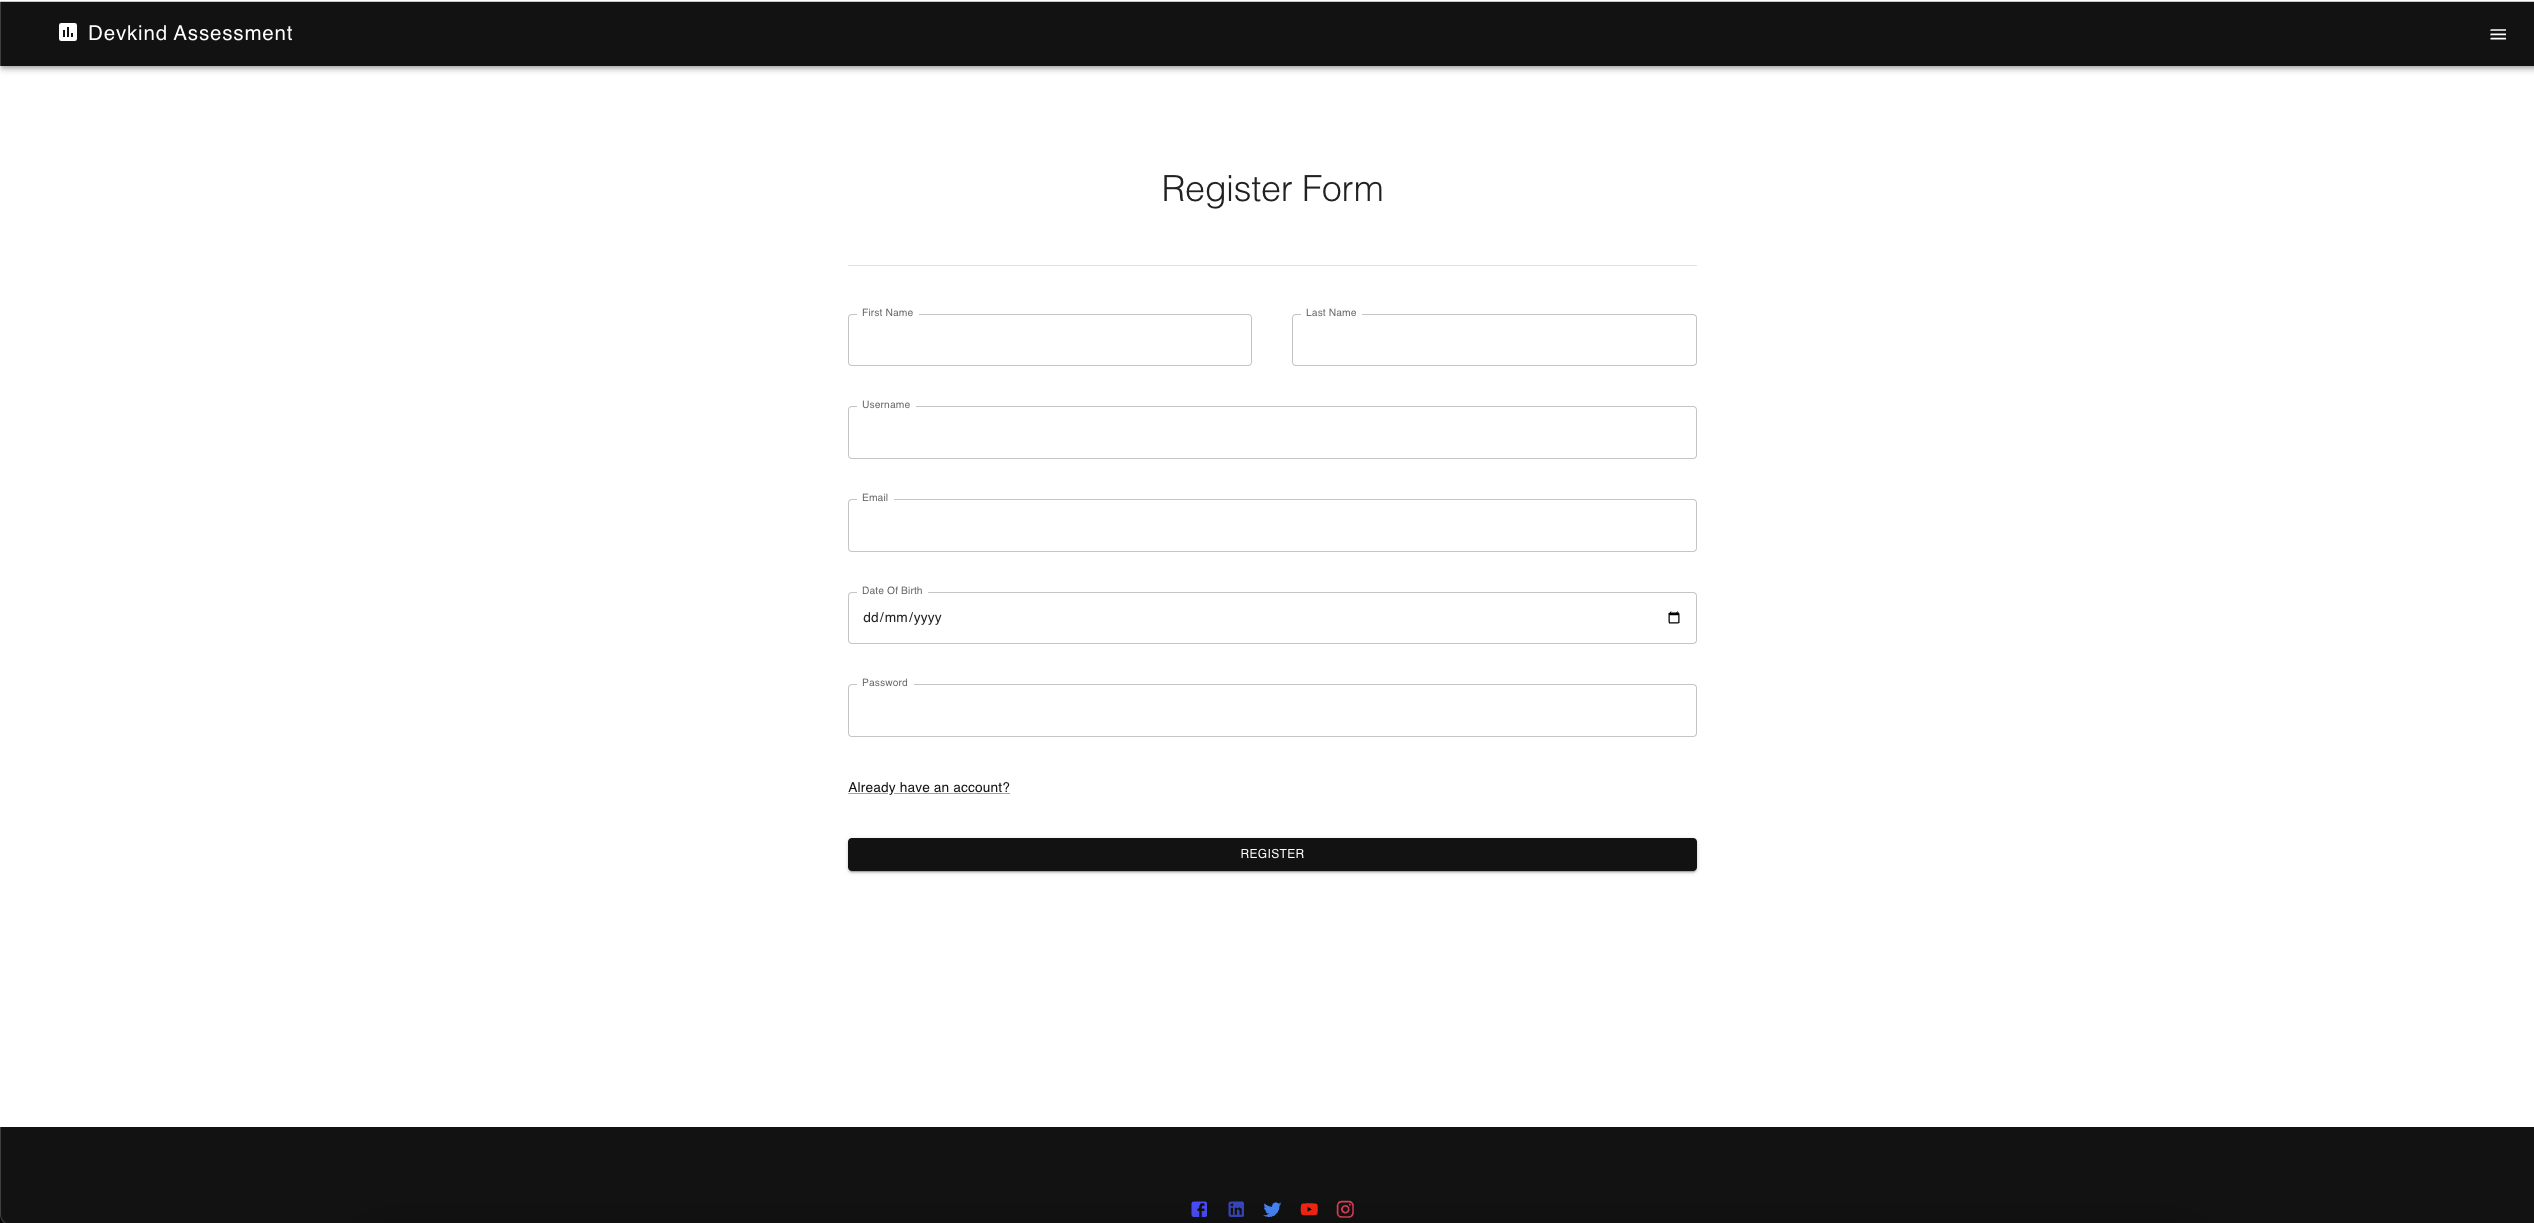 Devkind Assessment
Register Form
First Name
Last Name
Username
Email
Date Of Birth
dd/mm/yyyy
Password
Already have an account?
REGISTER